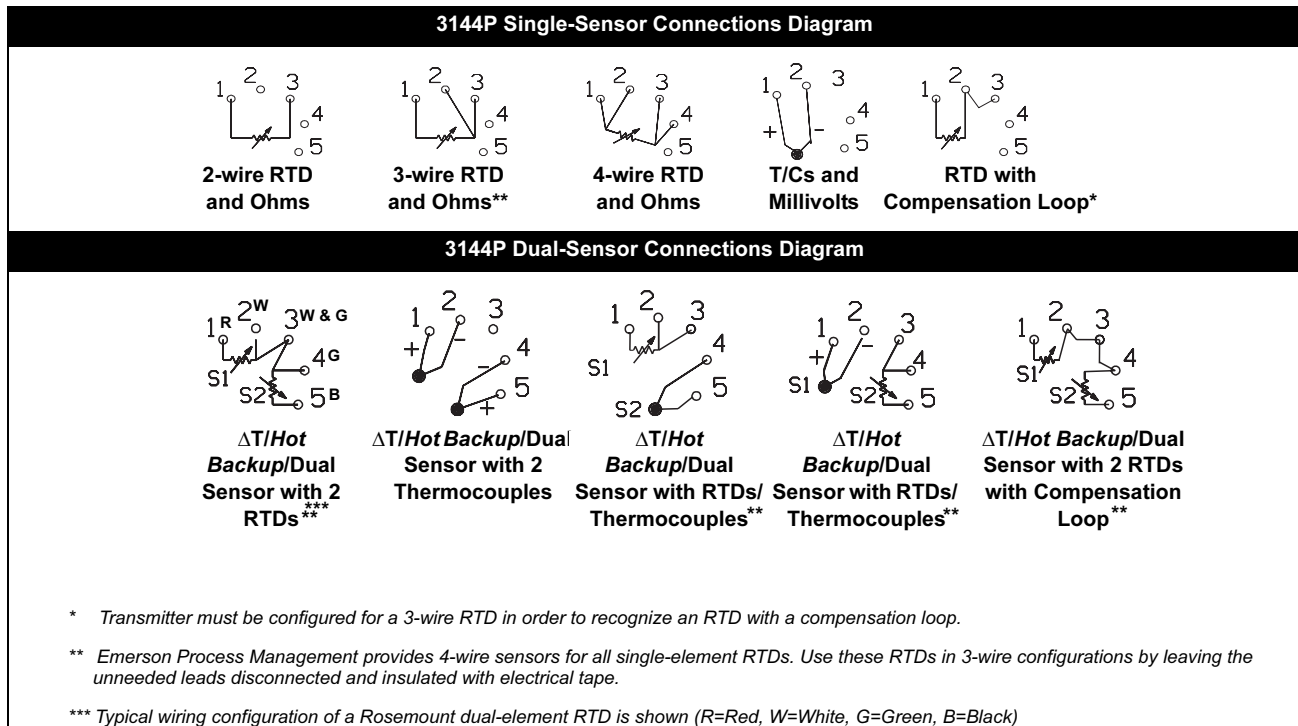 3144P Single-Sensor Connections Diagram
1 2 3 4 5
1 2 3 4 5
1 2 3 4 5
1 2 3 4 5 + -
1 2 3 4 5
2-wire RTD
and Ohms
3-wire RTD
and Ohms**
4-wire RTD
and Ohms
T/Cs and
Millivolts
RTD with
Compensation Loop*
3144P Dual-Sensor Connections Diagram
1 R 2 W 3 W & G 4 G 5 B S1 S2
1 2 3 4 5 + - - +
1 2 3 4 5 S1 S2
1 2 3 4 5 + - S1 S2
1 2 3 4 5 S1 S2
ΔT/Hot
Backup/Dual
Sensor with 2
RTDs*****
ΔT/Hot Backup/Dual
Sensor with 2
Thermocouples
ΔT/Hot
Backup/Dual
Sensor with RTDs/
Thermocouples**
ΔT/Hot
Backup/Dual
Sensor with RTDs/
Thermocouples**
ΔT/Hot Backup/Dual
Sensor with 2 RTDs
with Compensation
Loop**
* Transmitter must be configured for a 3-wire RTD in order to recognize an RTD with a compensation loop.
** Emerson Process Management provides 4-wire sensors for all single-element RTDs. Use these RTDs in 3-wire configurations by leaving the
unneeded leads disconnected and insulated with electrical tape.
*** Typical wiring configuration of a Rosemount dual-element RTD is shown (R=Red, W=White, G=Green, B=Black)